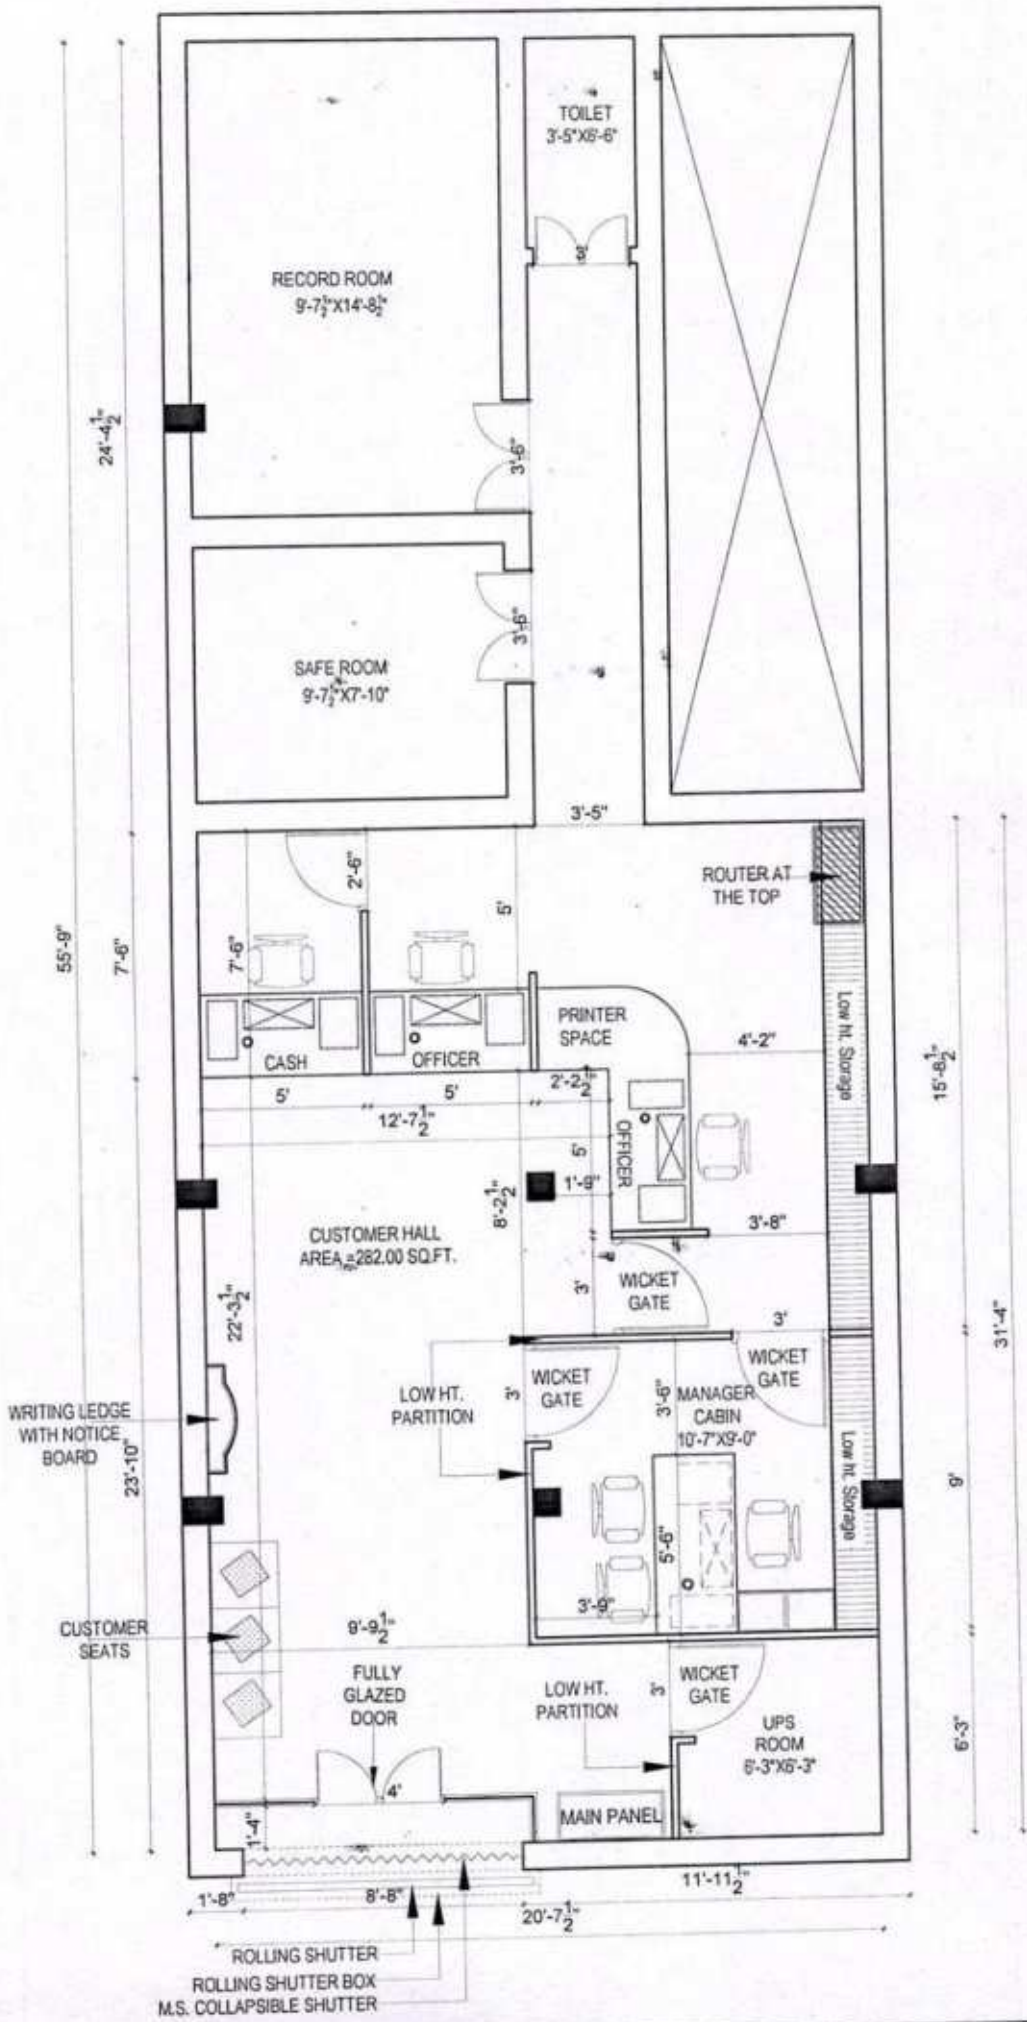 TOILET
3'-5"X6'-6"
RECORD ROOM
9'-7½"X14'-8½"
24'-4½"
3'-6"
3'-6"
SAFE ROOM
9'-7½"X7'-10"
3'-5"
2'-6"
ROUTER AT
THE TOP
5'
55'-9"
7'-6"
7'-6"
PRINTER
SPACE
Low ht. Storage
4'-2"
15'-8½"
CASH
OFFICER
2'-2½"
5'
5'
12'-7½"
OFFICER
5'
1'-9"
8'-2½"
3'-8"
CUSTOMER HALL
AREA =282.00 SQ.FT.
WICKET
GATE
3'
22'-3½"
3'
31'-4"
WICKET
GATE
WICKET
GATE
3'
3'-6"
LOW HT.
PARTITION
MANAGER
CABIN
10'-7"X9'-0"
WRITING LEDGE
WITH NOTICE
BOARD
23'-10"
Low ht. Storage
9'
5'-6"
3'-9"
CUSTOMER
SEATS
9'-9½"
FULLY
GLAZED
DOOR
LOW HT.
PARTITION
3'
WICKET
GATE
UPS
ROOM
6'-3"X6'-3"
6'-3"
4'
MAIN PANEL
1'-4"
1'-8"
8'-8"
11'-11½"
20'-7½"
ROLLING SHUTTER
ROLLING SHUTTER BOX
M.S. COLLAPSIBLE SHUTTER